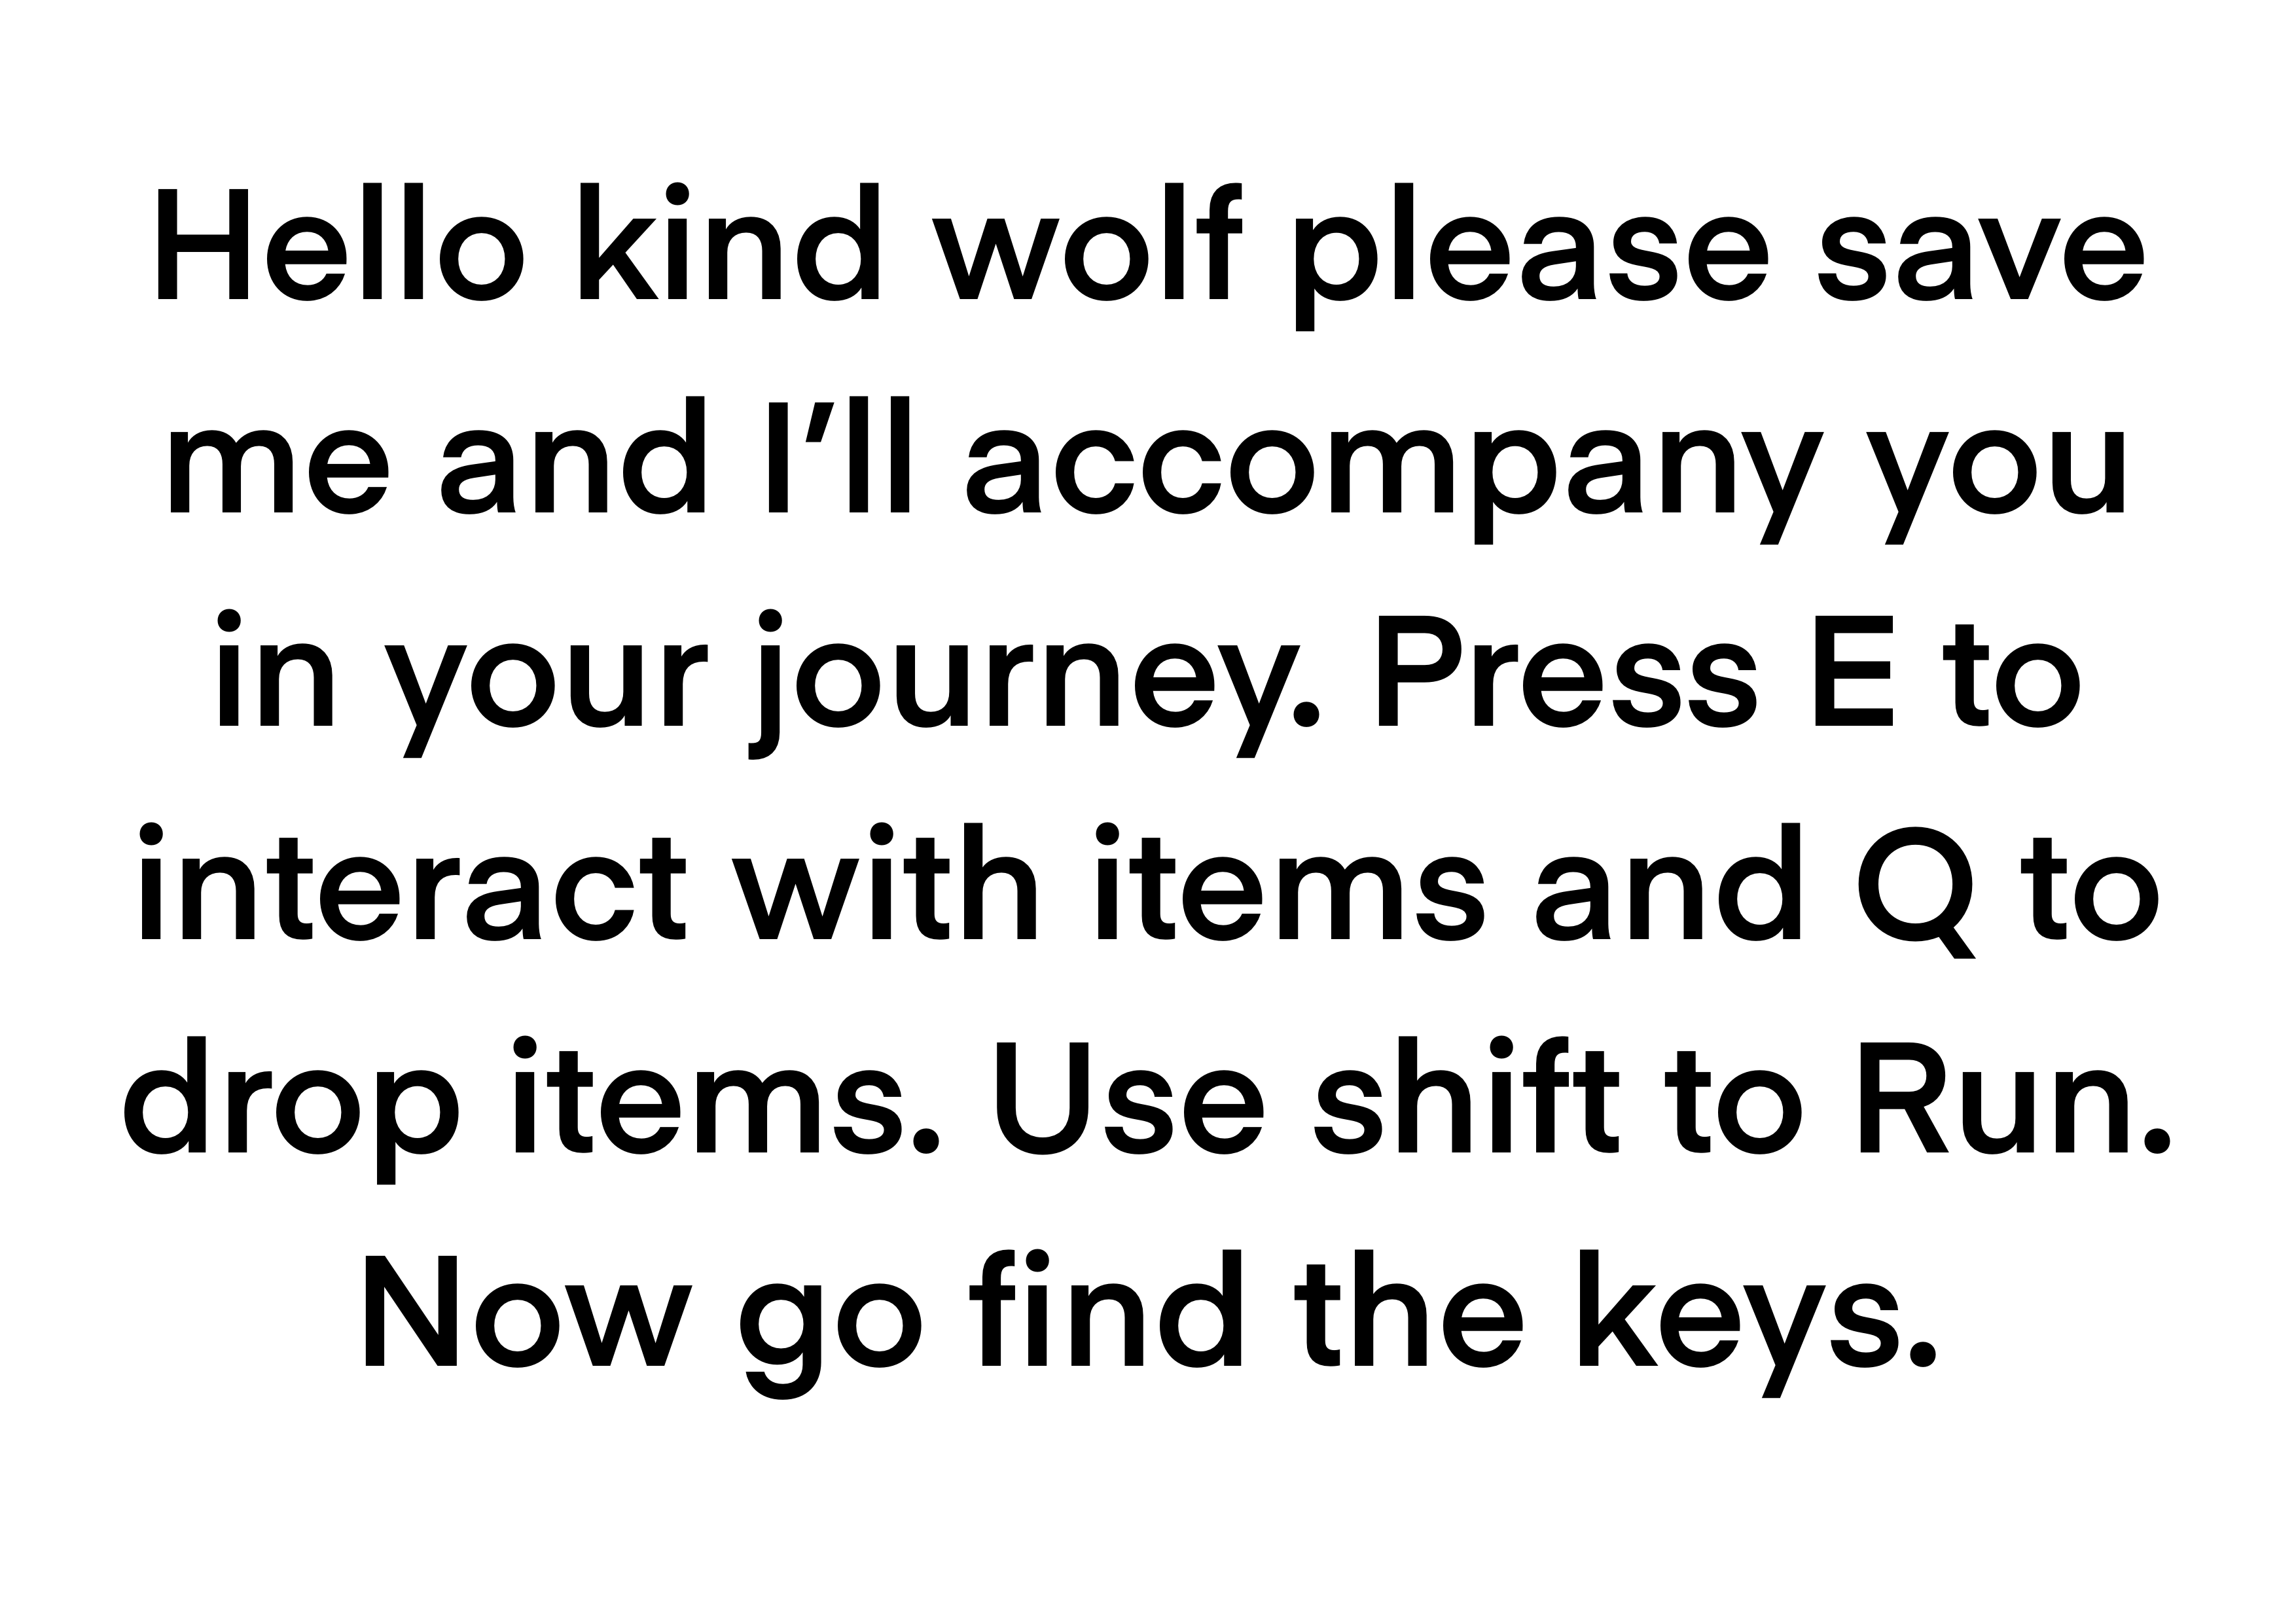 Hello kind wolf please save
me and I’ll accompany you
in your journey. Press E to
interact with items and Q to
drop items. Use shift to Run.
Now go find the keys.